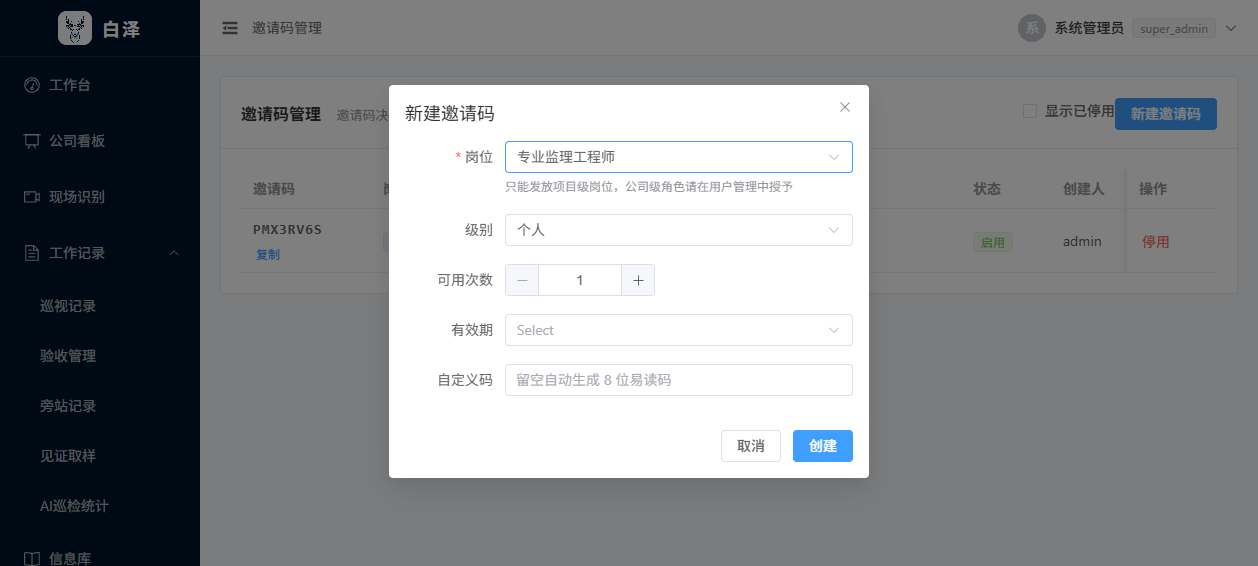 白泽
邀请码管理
系 系统管理员 super_admin
工作台
公司看板
现场识别
工作记录
巡视记录
验收管理
旁站记录
见证取样
AI巡检统计
信息库
邀请码管理 邀请码决
显示已停用 新建邀请码
邀请码 状态 创建人 操作
PMX3RV6S 启用 admin 停用
复制
新建邀请码
* 岗位 专业监理工程师
只能发放项目级岗位，公司级角色请在用户管理中授予
级别 个人
可用次数 − 1 +
有效期 Select
自定义码 留空自动生成 8 位易读码
取消 创建